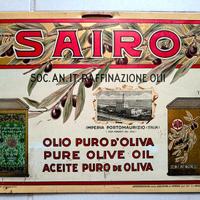 SAIRO
SOC. AN. IT. RAFFINAZIONE OLII
IMPERIA PORTOMAURIZIO (ITALIA)
OLIO PURO D'OLIVA
PURE OLIVE OIL
ACEITE PURO DE OLIVA
SAIRO